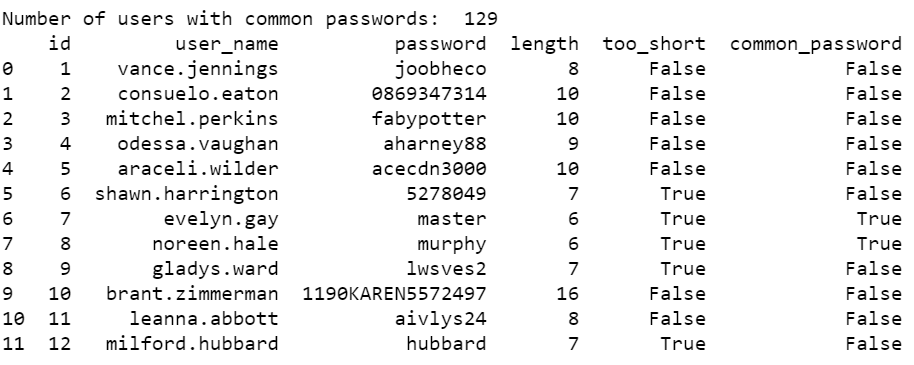 Number of users with common passwords:  129
    id         user_name          password  length  too_short  common_password
0    1    vance.jennings          joobheco       8      False            False
1    2    consuelo.eaton        0869347314      10      False            False
2    3   mitchel.perkins        fabypotter      10      False            False
3    4    odessa.vaughan         aharney88       9      False            False
4    5    araceli.wilder        acecdn3000      10      False            False
5    6  shawn.harrington           5278049       7       True            False
6    7        evelyn.gay            master       6       True             True
7    8       noreen.hale            murphy       6       True             True
8    9       gladys.ward           lwsves2       7       True            False
9   10   brant.zimmerman  1190KAREN5572497      16      False            False
10  11     leanna.abbott          aivlys24       8      False            False
11  12   milford.hubbard           hubbard       7       True            False